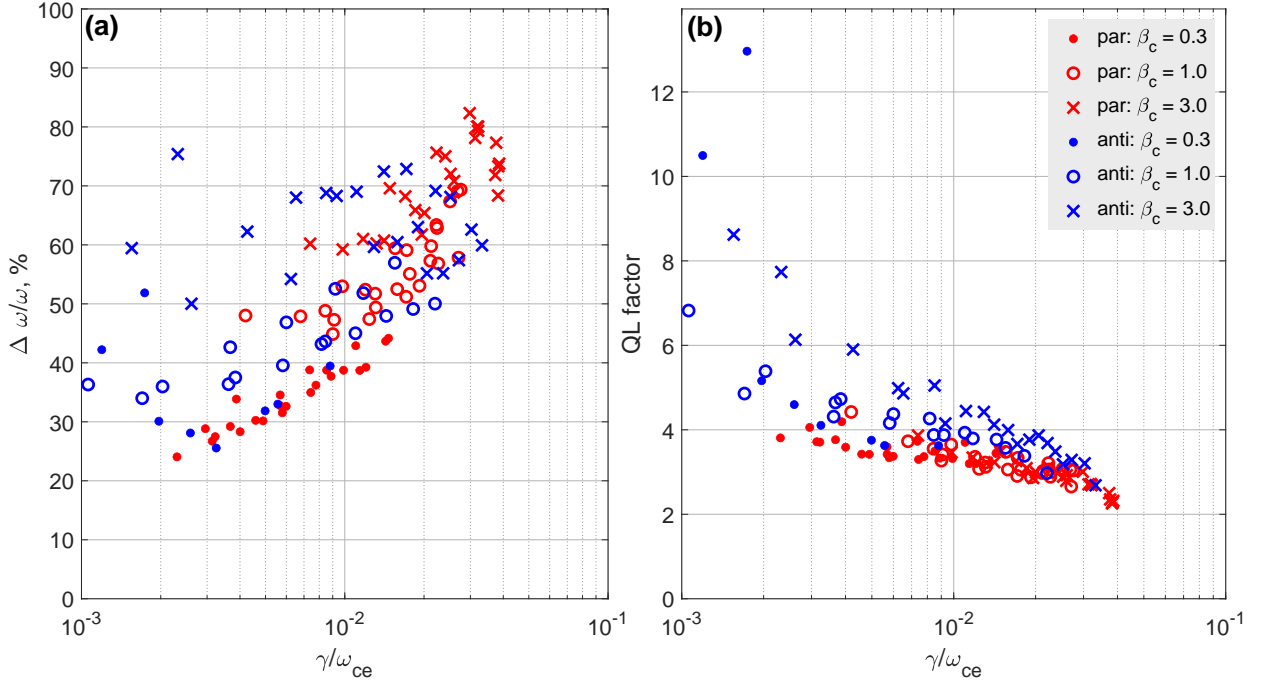 (a)
100
90
80
70
60
50
40
30
20
10
0
Δ ω/ω, %
10⁻³
10⁻²
10⁻¹
γ/ω_ce
(b)
12
10
8
6
4
2
0
QL factor
10⁻³
10⁻²
10⁻¹
γ/ω_ce
par: β_c = 0.3
par: β_c = 1.0
par: β_c = 3.0
anti: β_c = 0.3
anti: β_c = 1.0
anti: β_c = 3.0